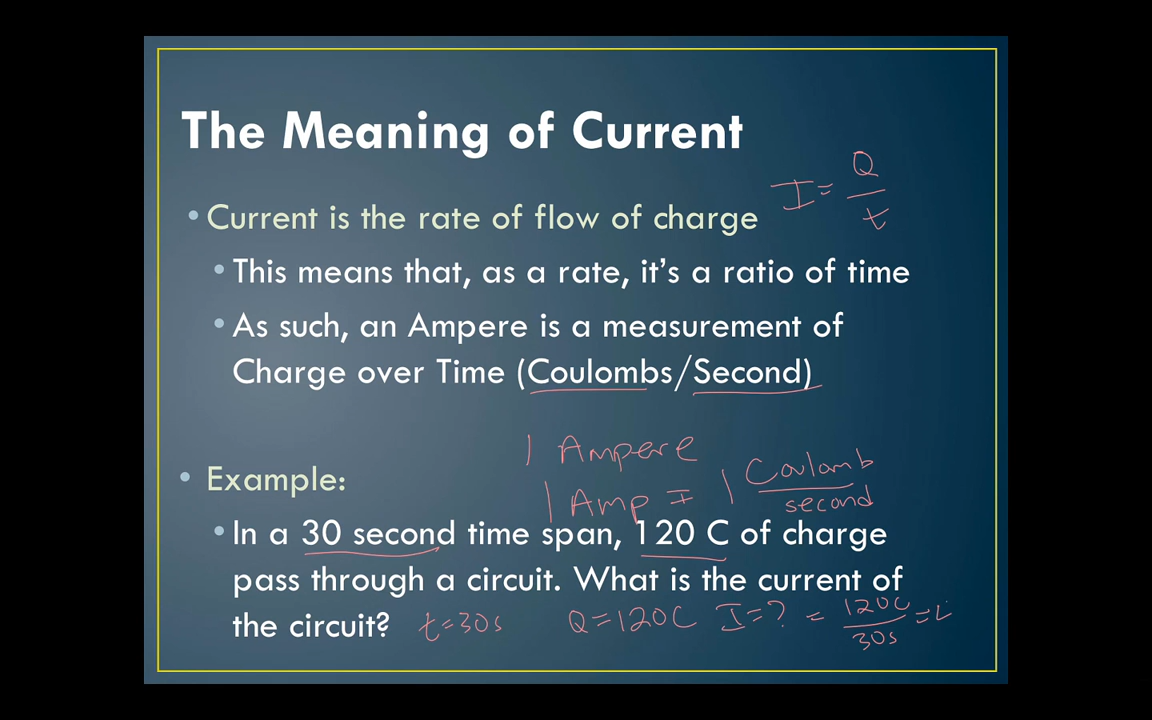 The Meaning of Current
I = Q
t
• Current is the rate of flow of charge
• This means that, as a rate, it's a ratio of time
• As such, an Ampere is a measurement of
Charge over Time (Coulombs/Second)
1 Ampere
1 Amp = 1 Coulomb
second
• Example:
• In a 30 second time span, 120 C of charge
pass through a circuit. What is the current of
the circuit? t=30s Q=120C I=? = 120C
30s =